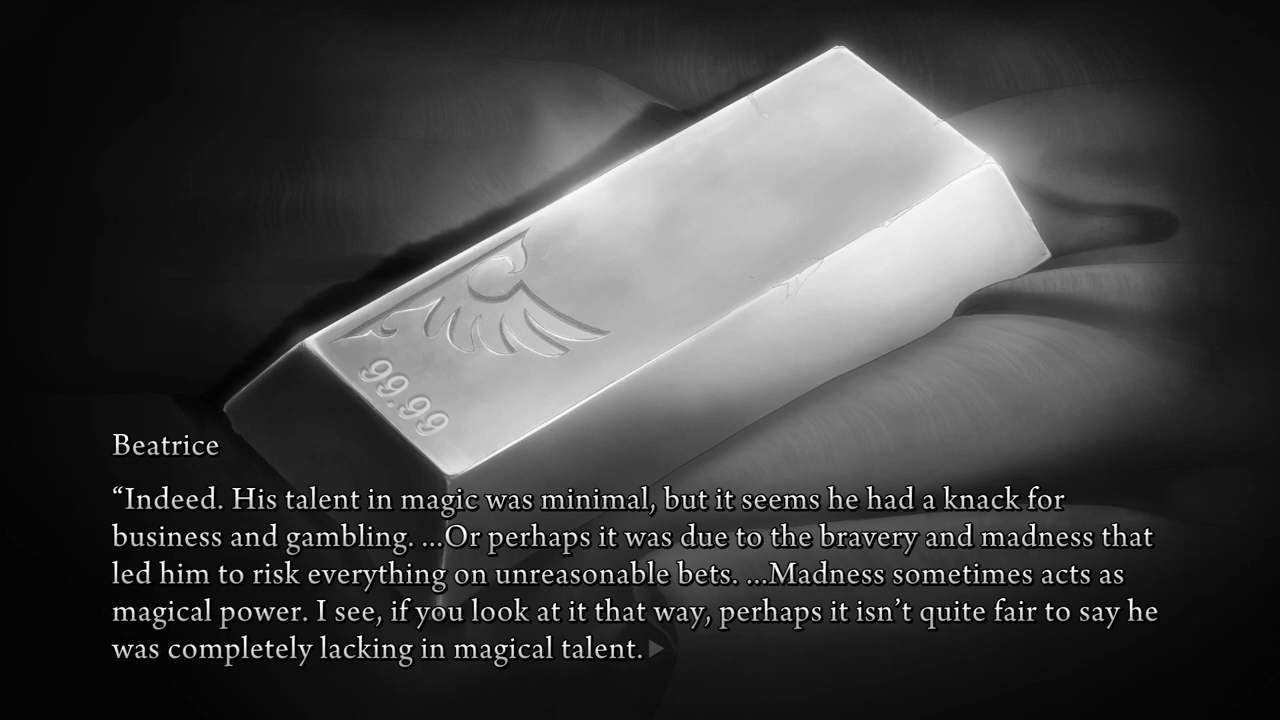 99.99
Beatrice
“Indeed. His talent in magic was minimal, but it seems he had a knack for
business and gambling. ...Or perhaps it was due to the bravery and madness that
led him to risk everything on unreasonable bets. ...Madness sometimes acts as
magical power. I see, if you look at it that way, perhaps it isn’t quite fair to say he
was completely lacking in magical talent.